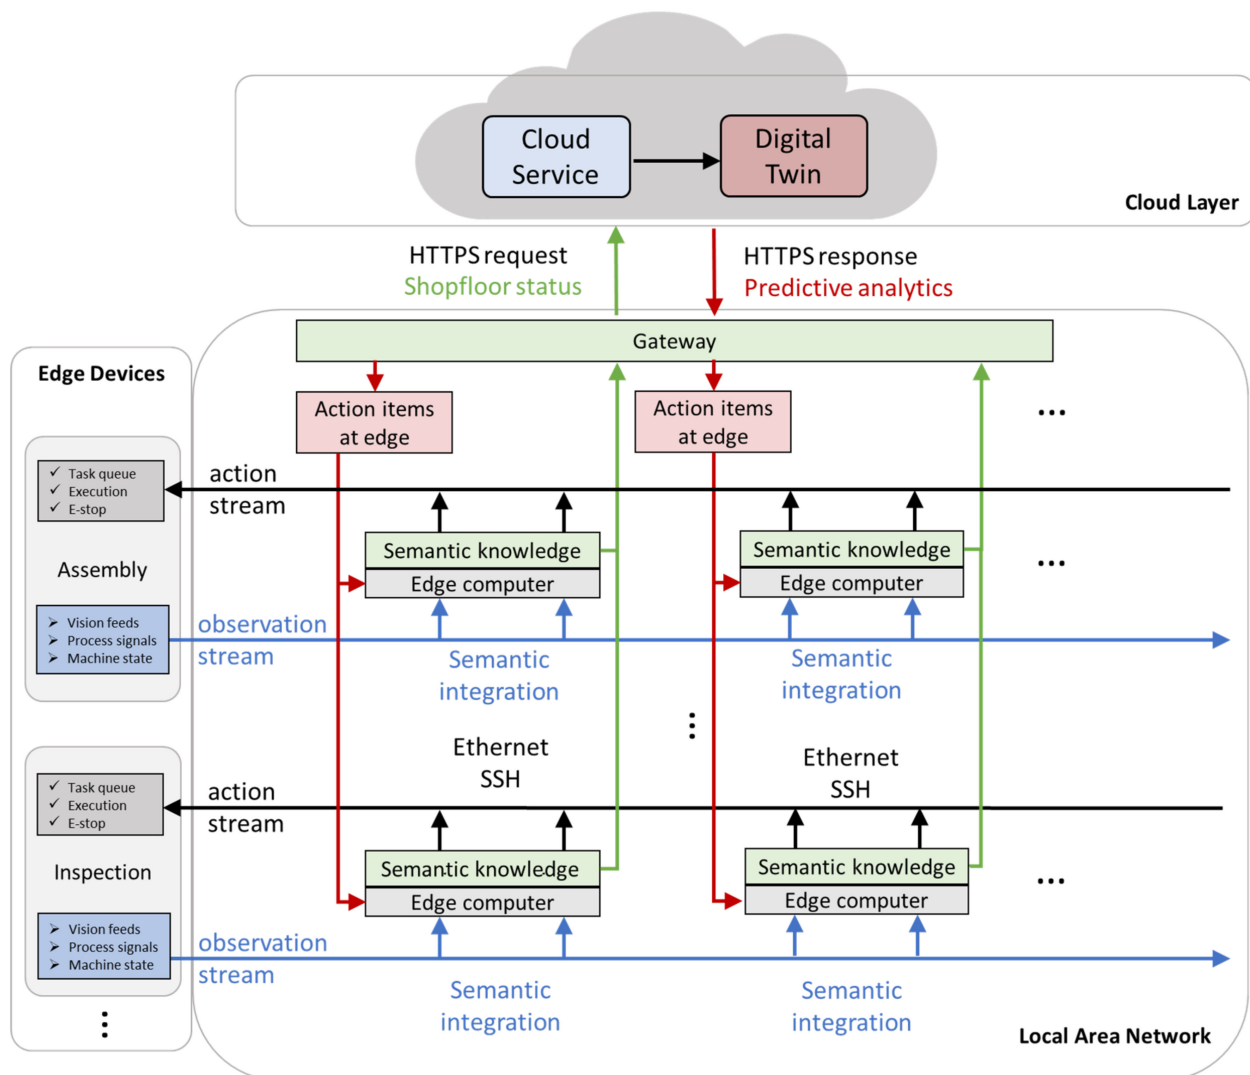 Cloud
Service
Digital
Twin
Cloud Layer
HTTPS request
Shopfloor status
HTTPS response
Predictive analytics
Gateway
Edge Devices
Action items
at edge
Action items
at edge
...
Task queue
Execution
E-stop
action
stream
Semantic knowledge
Edge computer
Semantic knowledge
Edge computer
...
Assembly
Vision feeds
Process signals
Machine state
observation
stream
Semantic
integration
Semantic
integration
...
Ethernet
SSH
Ethernet
SSH
Task queue
Execution
E-stop
action
stream
Semantic knowledge
Edge computer
Semantic knowledge
Edge computer
...
Inspection
Vision feeds
Process signals
Machine state
observation
stream
Semantic
integration
Semantic
integration
...
Local Area Network